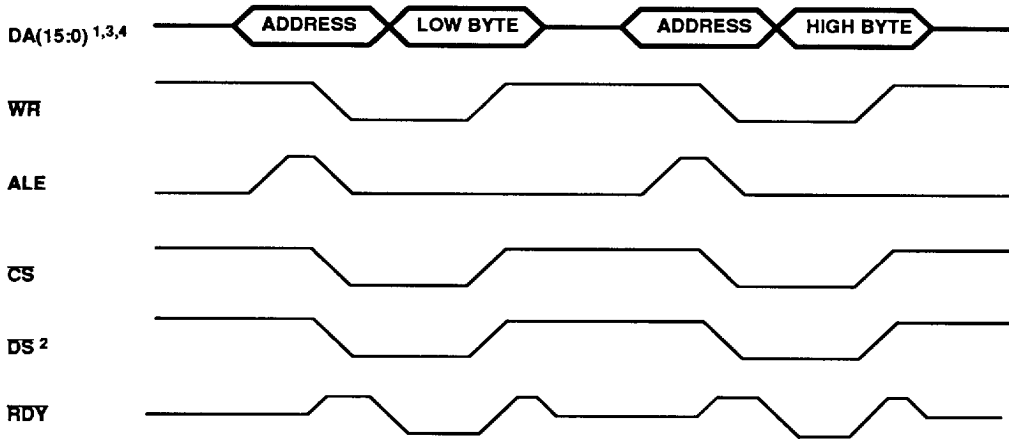 DA(15:0) 1,3,4 ADDRESS LOW BYTE ADDRESS HIGH BYTE
WR
ALE
CS
DS 2
RDY